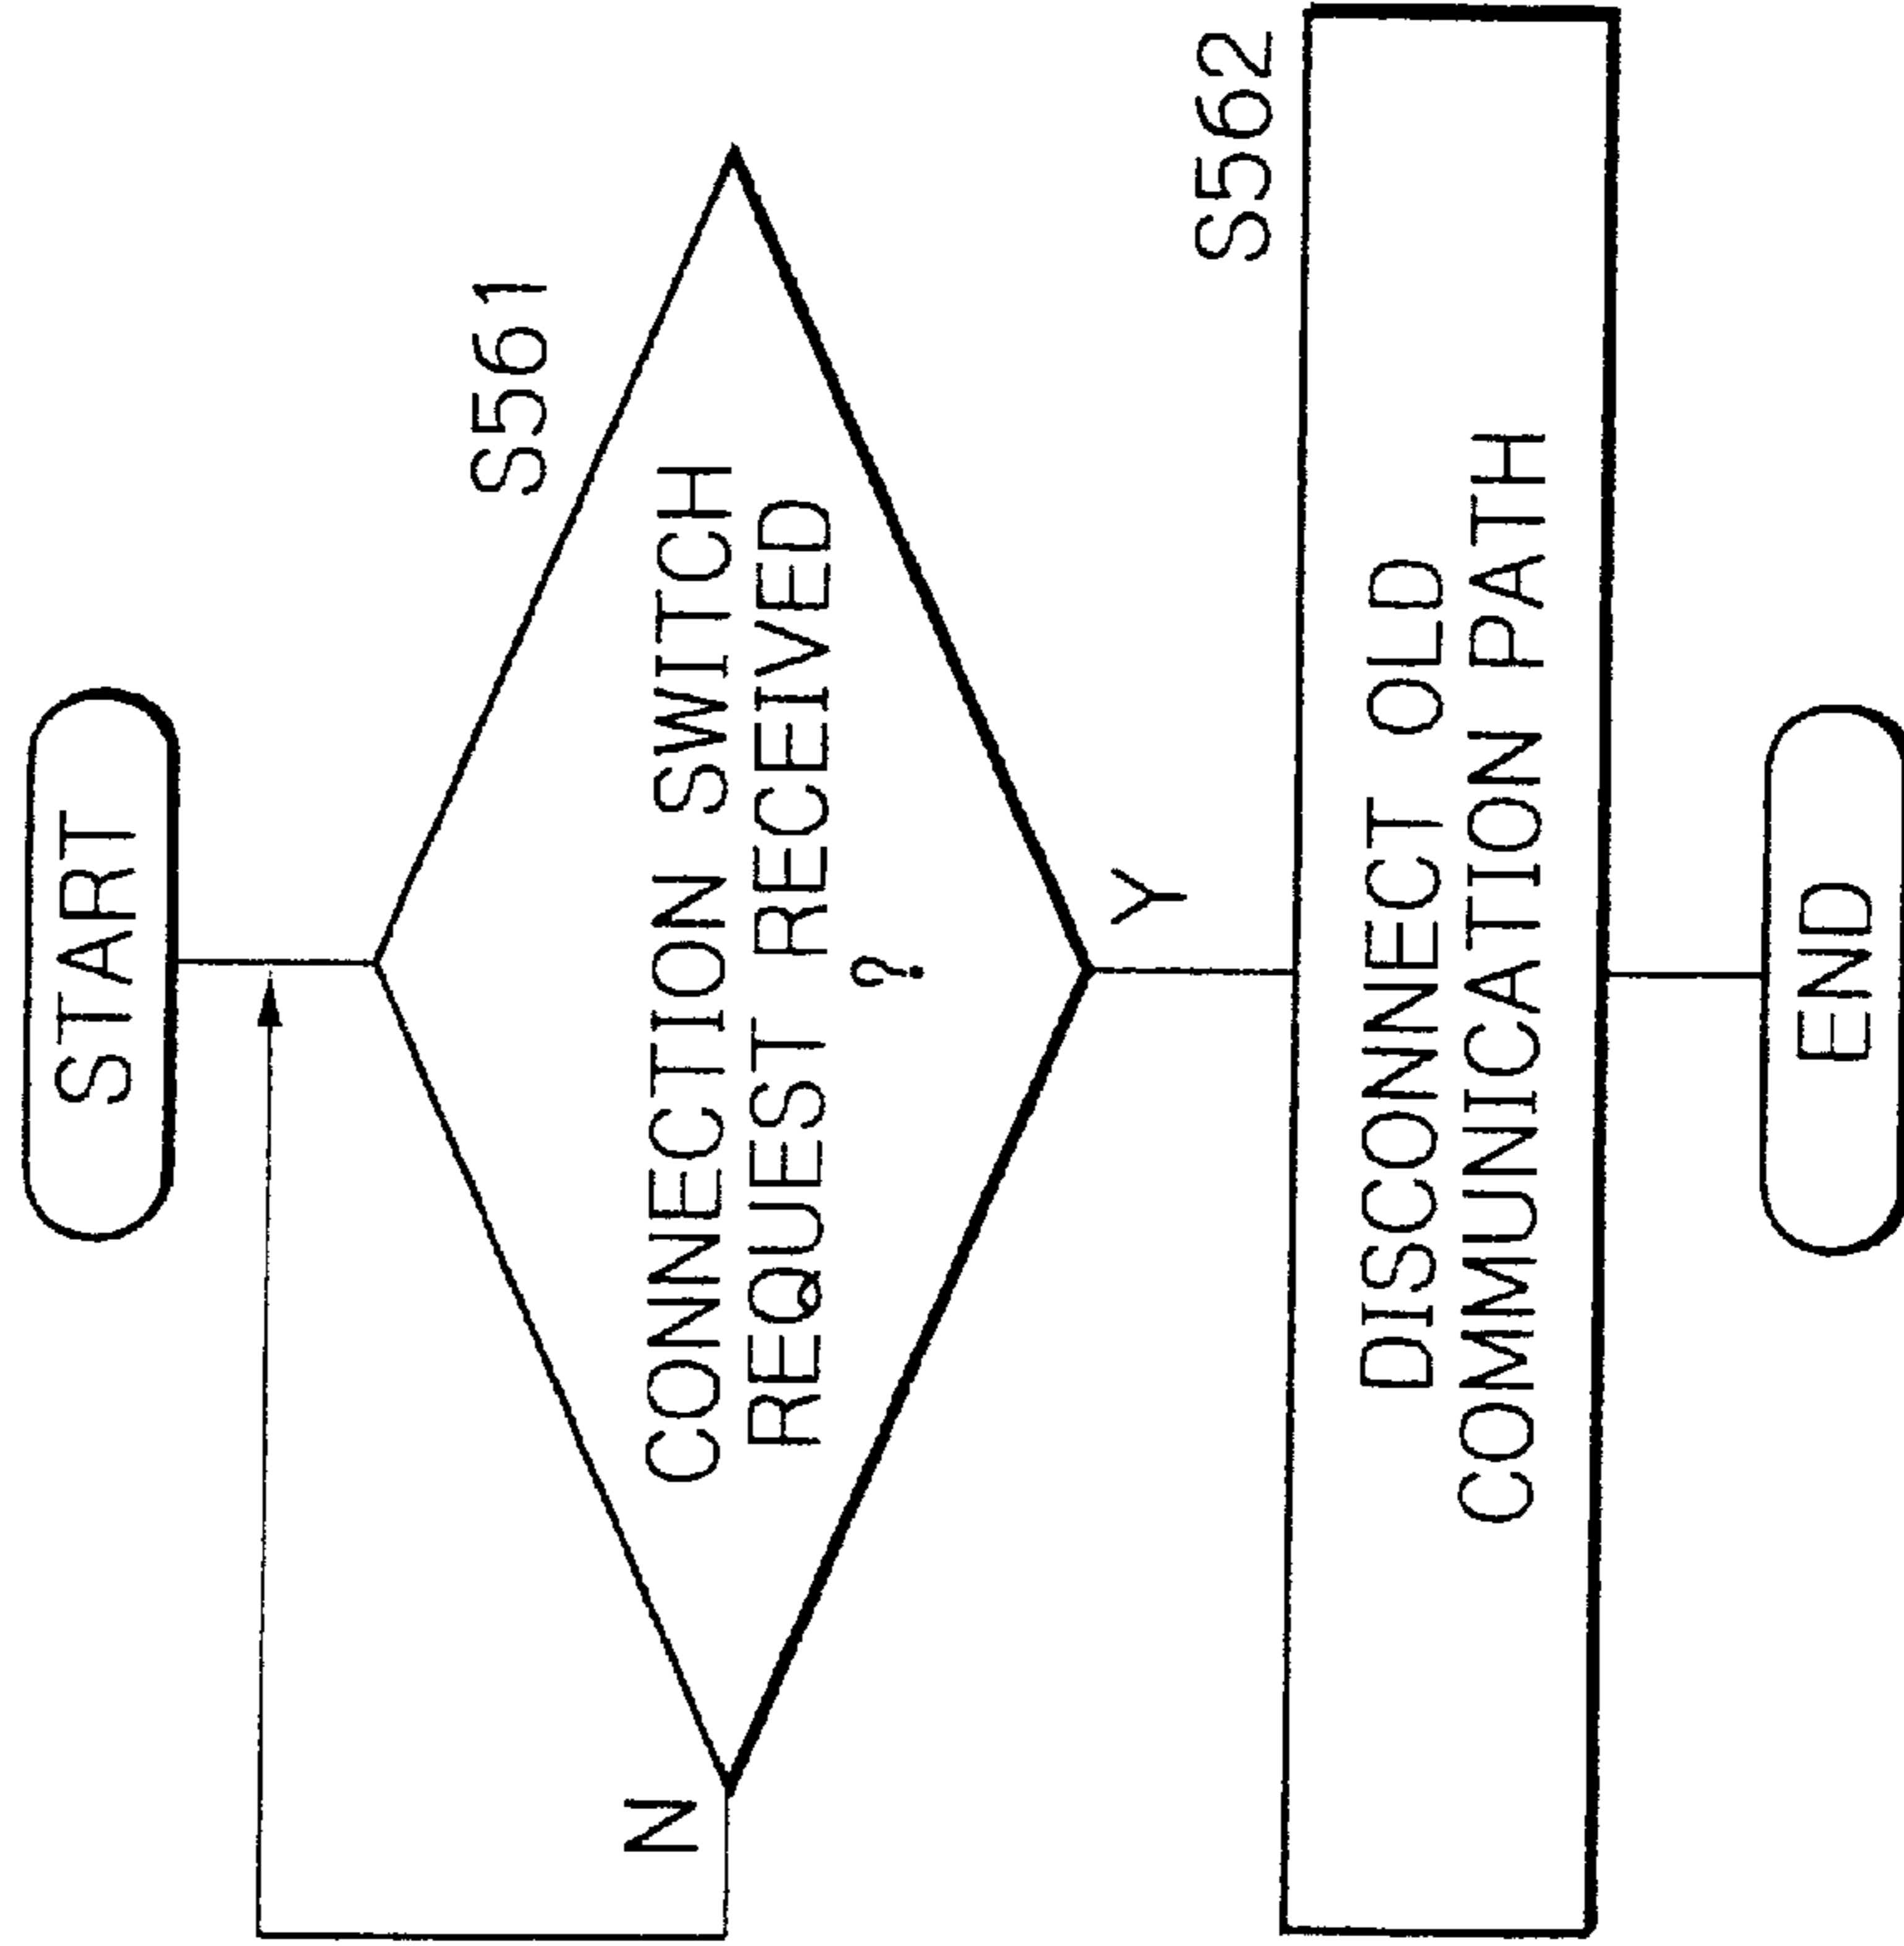 START
S561
CONNECTION SWITCH
REQUEST RECEIVED
?
N
Y
S562
DISCONNECT OLD
COMMUNICATION PATH
END